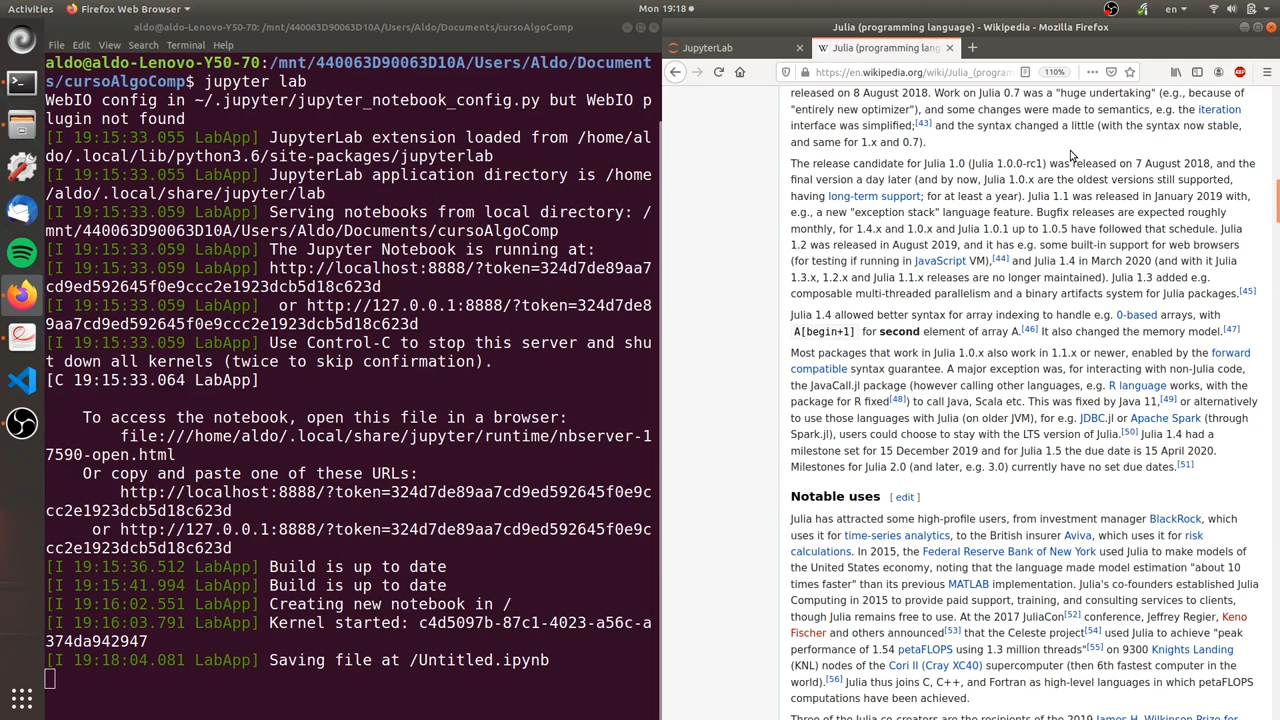 Activities
Firefox Web Browser
Mon 19:18
en
aldo@aldo-Lenovo-Y50-70: /mnt/440063D90063D10A/Users/Aldo/Documents/cursoAlgoComp
File Edit View Search Terminal Help
aldo@aldo-Lenovo-Y50-70:/mnt/440063D90063D10A/Users/Aldo/Document
s/cursoAlgoComp$ jupyter lab
WebIO config in ~/.jupyter/jupyter_notebook_config.py but WebIO p
lugin not found
[I 19:15:33.055 LabApp] JupyterLab extension loaded from /home/al
do/.local/lib/python3.6/site-packages/jupyterlab
[I 19:15:33.055 LabApp] JupyterLab application directory is /home
/aldo/.local/share/jupyter/lab
[I 19:15:33.059 LabApp] Serving notebooks from local directory: /
mnt/440063D90063D10A/Users/Aldo/Documents/cursoAlgoComp
[I 19:15:33.059 LabApp] The Jupyter Notebook is running at:
[I 19:15:33.059 LabApp] http://localhost:8888/?token=324d7de89aa7
cd9ed592645f0e9ccc2e1923dcb5d18c623d
[I 19:15:33.059 LabApp]  or http://127.0.0.1:8888/?token=324d7de8
9aa7cd9ed592645f0e9ccc2e1923dcb5d18c623d
[I 19:15:33.059 LabApp] Use Control-C to stop this server and shu
t down all kernels (twice to skip confirmation).
[C 19:15:33.064 LabApp]
To access the notebook, open this file in a browser:
file:///home/aldo/.local/share/jupyter/runtime/nbserver-1
7590-open.html
Or copy and paste one of these URLs:
http://localhost:8888/?token=324d7de89aa7cd9ed592645f0e9c
cc2e1923dcb5d18c623d
or http://127.0.0.1:8888/?token=324d7de89aa7cd9ed592645f0e9c
cc2e1923dcb5d18c623d
[I 19:15:36.512 LabApp] Build is up to date
[I 19:15:41.994 LabApp] Build is up to date
[I 19:16:02.551 LabApp] Creating new notebook in /
[I 19:16:03.791 LabApp] Kernel started: c4d5097b-87c1-4023-a56c-a
374da942947
[I 19:18:04.081 LabApp] Saving file at /Untitled.ipynb
Julia (programming language) - Wikipedia - Mozilla Firefox
JupyterLab
Julia (programming lang
https://en.wikipedia.org/wiki/Julia_(program
110%
ABP
released on 8 August 2018. Work on Julia 0.7 was a "huge undertaking" (e.g., because of
"entirely new optimizer"), and some changes were made to semantics, e.g. the iteration
interface was simplified;[43] and the syntax changed a little (with the syntax now stable,
and same for 1.x and 0.7).
The release candidate for Julia 1.0 (Julia 1.0.0-rc1) was released on 7 August 2018, and the
final version a day later (and by now, Julia 1.0.x are the oldest versions still supported,
having long-term support; for at least a year). Julia 1.1 was released in January 2019 with,
e.g., a new "exception stack" language feature. Bugfix releases are expected roughly
monthly, for 1.4.x and 1.0.x and Julia 1.0.1 up to 1.0.5 have followed that schedule. Julia
1.2 was released in August 2019, and it has e.g. some built-in support for web browsers
(for testing if running in JavaScript VM),[44] and Julia 1.4 in March 2020 (and with it Julia
1.3.x, 1.2.x and Julia 1.1.x releases are no longer maintained). Julia 1.3 added e.g.
composable multi-threaded parallelism and a binary artifacts system for Julia packages.[45]
Julia 1.4 allowed better syntax for array indexing to handle e.g. 0-based arrays, with
A[begin+1] for second element of array A.[46] It also changed the memory model.[47]
Most packages that work in Julia 1.0.x also work in 1.1.x or newer, enabled by the forward
compatible syntax guarantee. A major exception was, for interacting with non-Julia code,
the JavaCall.jl package (however calling other languages, e.g. R language works, with the
package for R fixed[48]) to call Java, Scala etc. This was fixed by Java 11,[49] or alternatively
to use those languages with Julia (on older JVM), for e.g. JDBC.jl or Apache Spark (through
Spark.jl), users could choose to stay with the LTS version of Julia.[50] Julia 1.4 had a
milestone set for 15 December 2019 and for Julia 1.5 the due date is 15 April 2020.
Milestones for Julia 2.0 (and later, e.g. 3.0) currently have no set due dates.[51]
Notable uses [ edit ]
Julia has attracted some high-profile users, from investment manager BlackRock, which
uses it for time-series analytics, to the British insurer Aviva, which uses it for risk
calculations. In 2015, the Federal Reserve Bank of New York used Julia to make models of
the United States economy, noting that the language made model estimation "about 10
times faster" than its previous MATLAB implementation. Julia's co-founders established Julia
Computing in 2015 to provide paid support, training, and consulting services to clients,
though Julia remains free to use. At the 2017 JuliaCon[52] conference, Jeffrey Regier, Keno
Fischer and others announced[53] that the Celeste project[54] used Julia to achieve "peak
performance of 1.54 petaFLOPS using 1.3 million threads"[55] on 9300 Knights Landing
(KNL) nodes of the Cori II (Cray XC40) supercomputer (then 6th fastest computer in the
world).[56] Julia thus joins C, C++, and Fortran as high-level languages in which petaFLOPS
computations have been achieved.
Three of the Julia co-creators are the recipients of the 2019 James H. Wilkinson Prize for